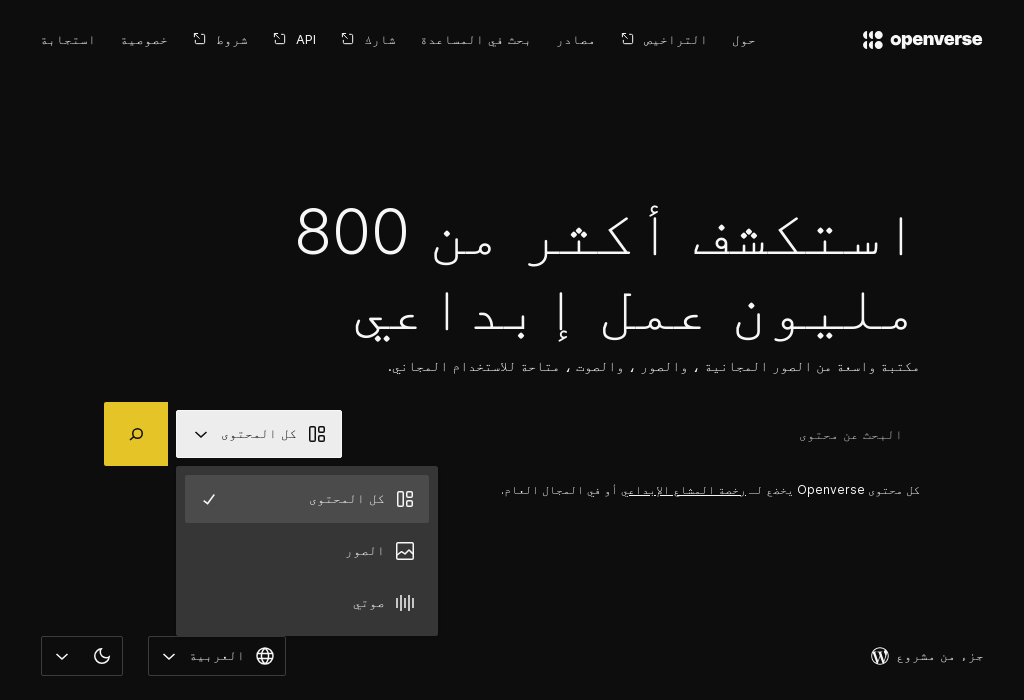 openverse
حول
التراخيص
مصادر
بحث في المساعدة
شارك
API
شروط
خصوصية
استجابة
استكشف أكثر من 800
مليون عمل إبداعي
مكتبة واسعة من الصور المجانية ، والصور ، والصوت ، متاحة للاستخدام المجاني.
البحث عن محتوى
كل المحتوى
كل محتوى Openverse يخضع لـ رخصة المشاع الإبداعي أو في المجال العام.
كل المحتوى
الصور
صوتي
جزء من مشروع
العربية